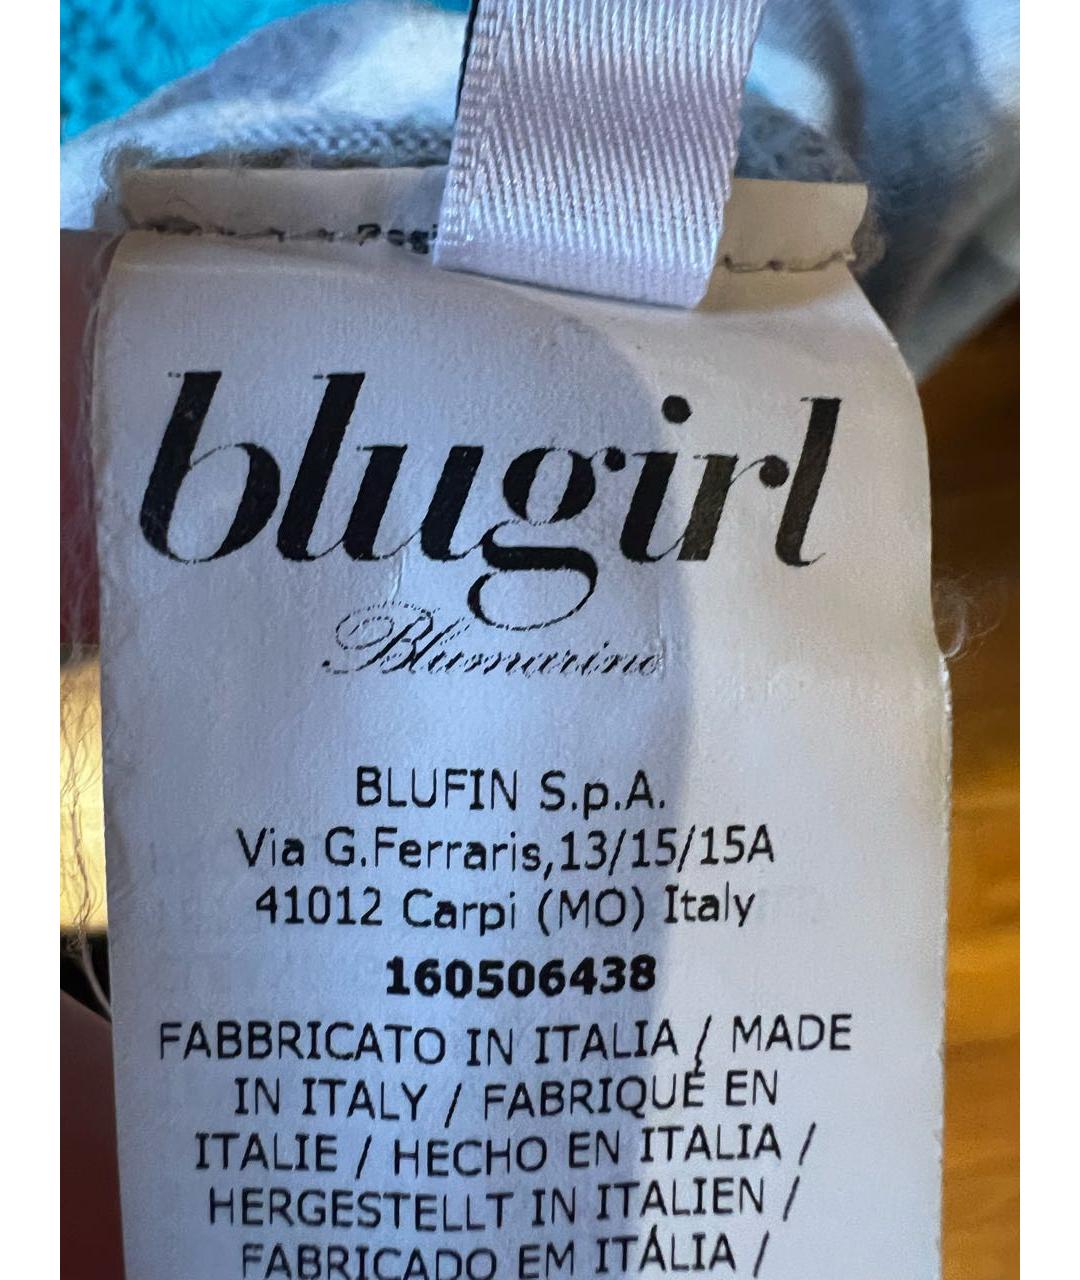 blugirl
Blumarine
BLUFIN S.p.A.
Via G.Ferraris,13/15/15A
41012 Carpi (MO) Italy
160506438
FABBRICATO IN ITALIA / MADE
IN ITALY / FABRIQUÉ EN
ITALIE / HECHO EN ITALIA /
HERGESTELLT IN ITALIEN /
FABRICADO EM ITÁLIA /